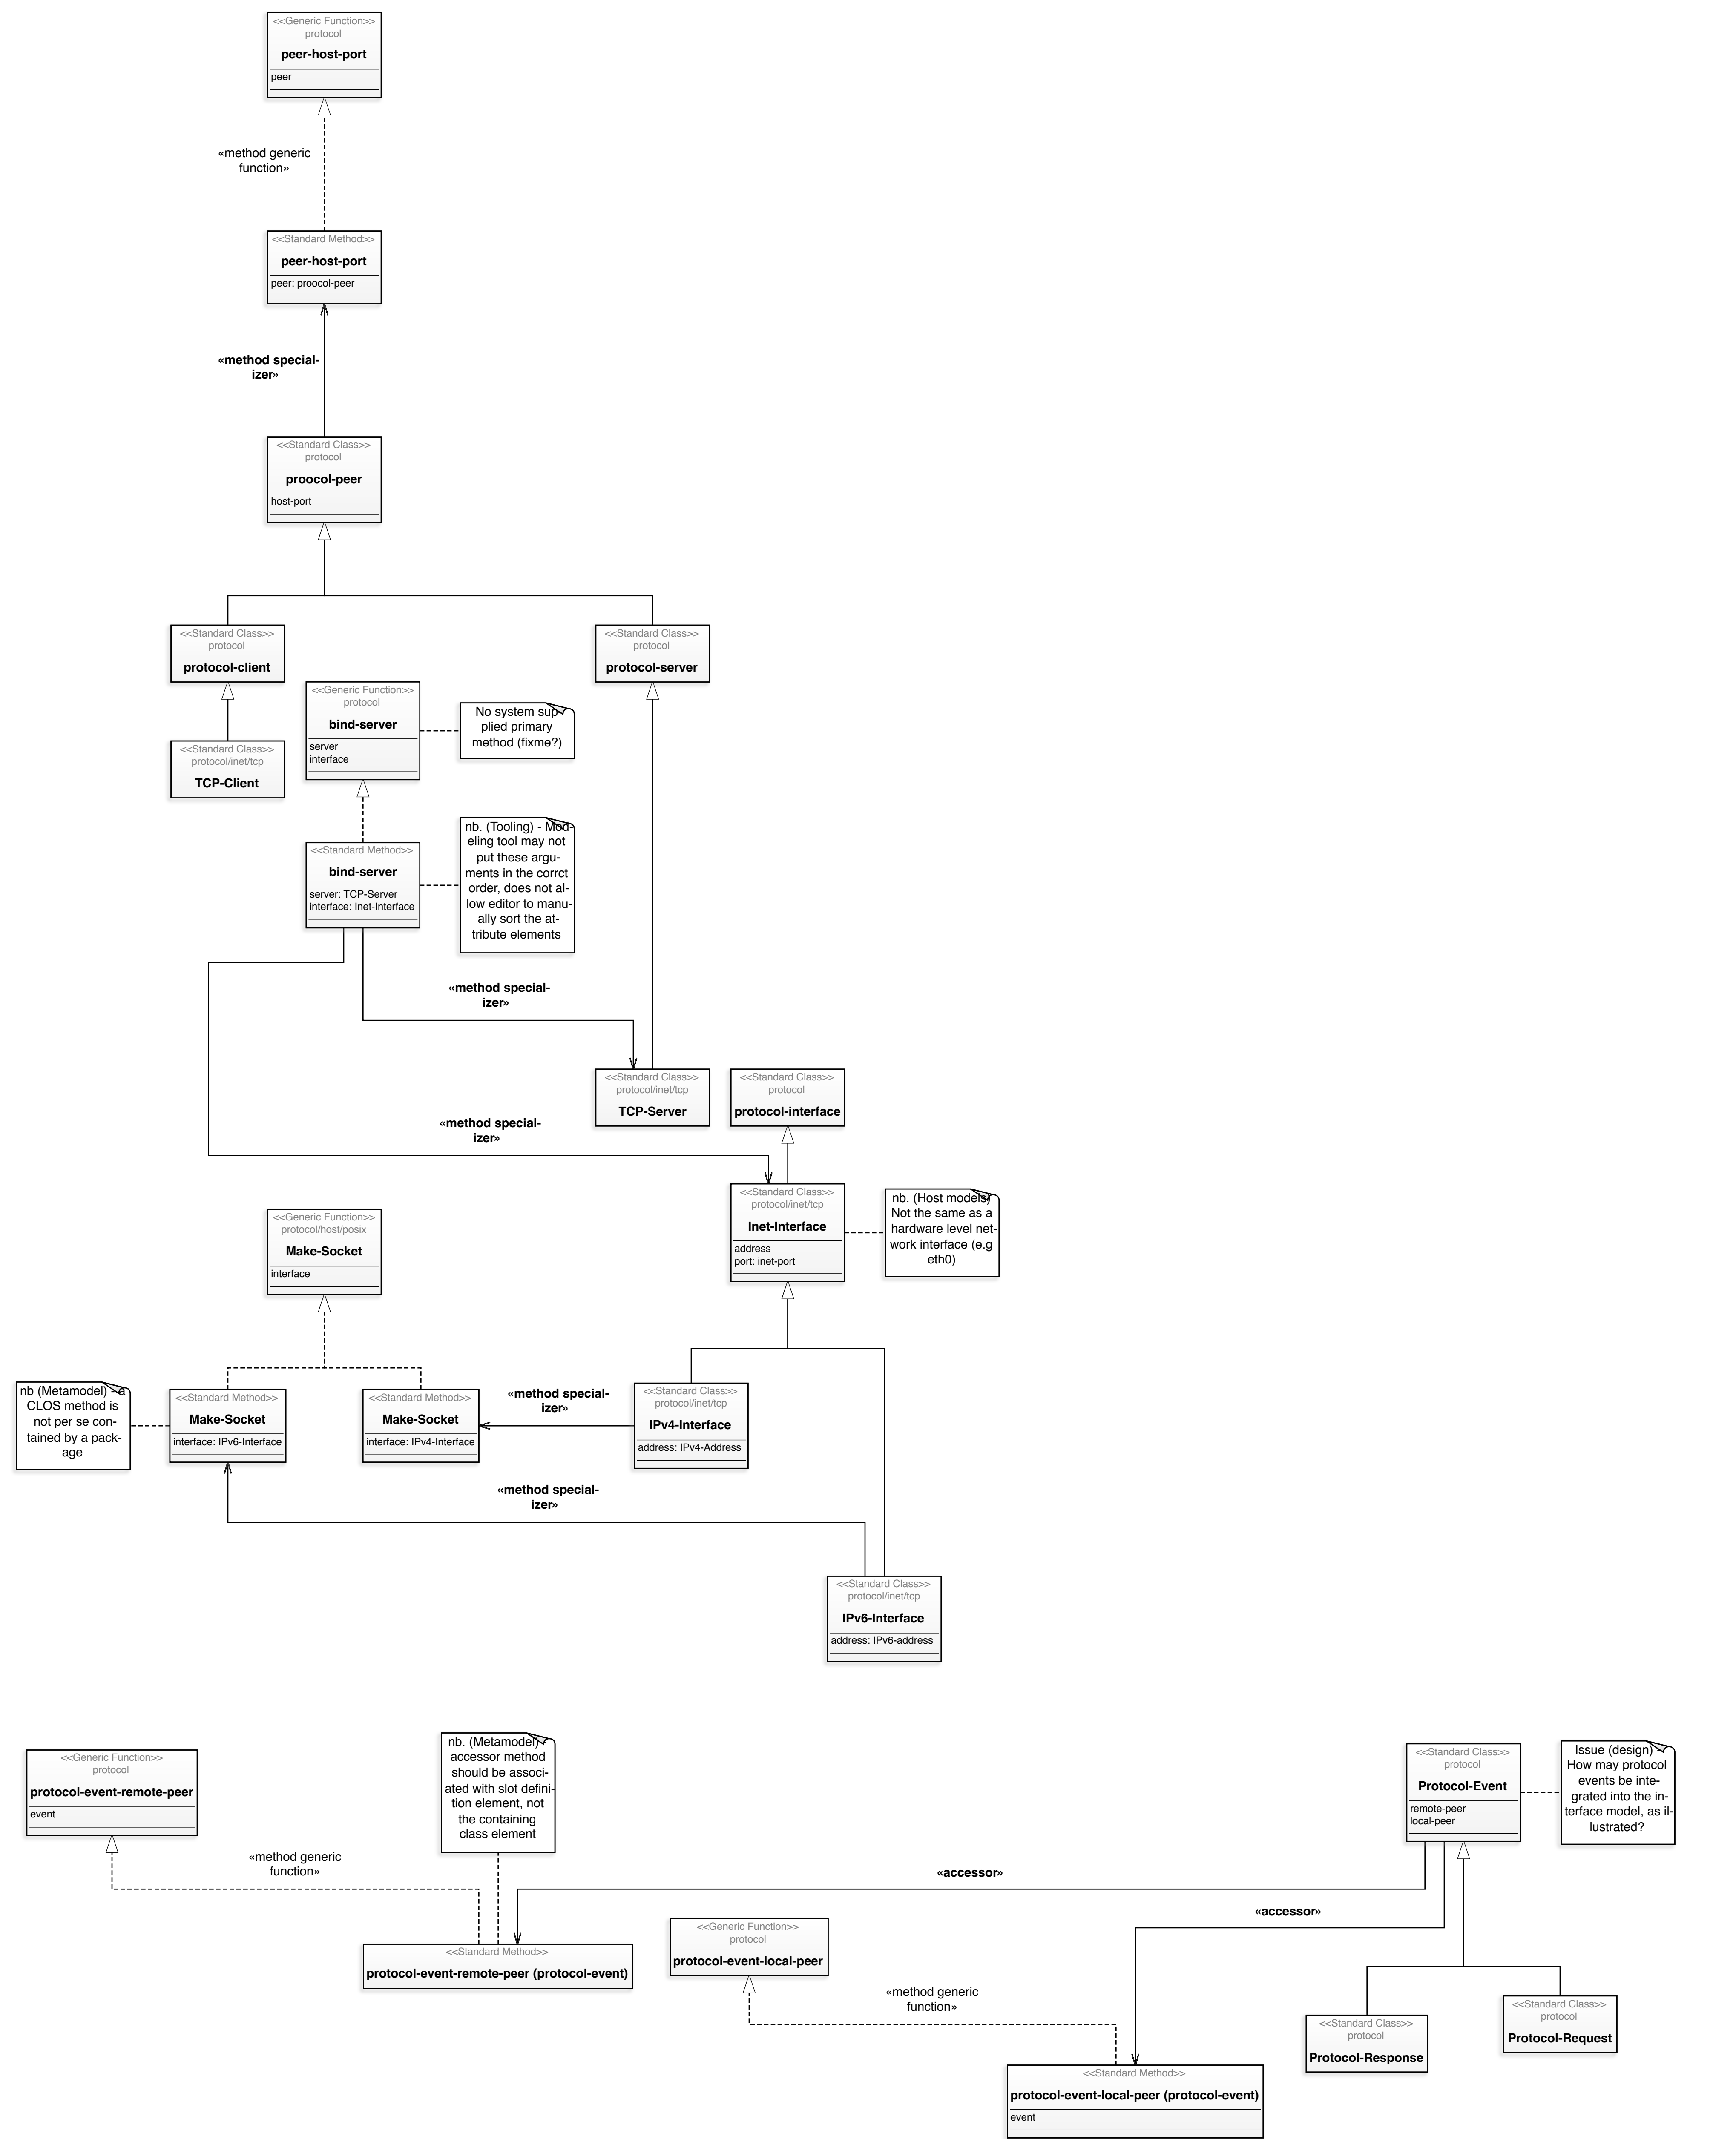 <<Generic Function>>
protocol
peer-host-port
peer
«method generic
function»
<<Standard Method>>
peer-host-port
peer: proocol-peer
«method special-
izer»
<<Standard Class>>
protocol
proocol-peer
host-port
<<Standard Class>>
protocol
protocol-client
<<Standard Class>>
protocol
protocol-server
<<Generic Function>>
protocol
bind-server
server
interface
No system sup-
plied primary
method (fixme?)
<<Standard Class>>
protocol/inet/tcp
TCP-Client
<<Standard Method>>
bind-server
server: TCP-Server
interface: Inet-Interface
nb. (Tooling) - Mod-
eling tool may not
put these argu-
ments in the corrct
order, does not al-
low editor to manu-
ally sort the at-
tribute elements
«method special-
izer»
<<Standard Class>>
protocol/inet/tcp
TCP-Server
<<Standard Class>>
protocol
protocol-interface
«method special-
izer»
<<Standard Class>>
protocol/inet/tcp
Inet-Interface
address
port: inet-port
nb. (Host models)
Not the same as a
hardware level net-
work interface (e.g
eth0)
<<Generic Function>>
protocol/host/posix
Make-Socket
interface
nb (Metamodel) - a
CLOS method is
not per se con-
tained by a pack-
age
<<Standard Method>>
Make-Socket
interface: IPv6-Interface
<<Standard Method>>
Make-Socket
interface: IPv4-Interface
«method special-
izer»
<<Standard Class>>
protocol/inet/tcp
IPv4-Interface
address: IPv4-Address
«method special-
izer»
<<Standard Class>>
protocol/inet/tcp
IPv6-Interface
address: IPv6-address
<<Generic Function>>
protocol
protocol-event-remote-peer
event
nb. (Metamodel) -
accessor method
should be associ-
ated with slot defini-
tion element, not
the containing
class element
<<Standard Class>>
protocol
Protocol-Event
remote-peer
local-peer
Issue (design) -
How may protocol
events be inte-
grated into the in-
terface model, as il-
lustrated?
«method generic
function»
«accessor»
«accessor»
<<Standard Method>>
protocol-event-remote-peer (protocol-event)
<<Generic Function>>
protocol
protocol-event-local-peer
«method generic
function»
<<Standard Class>>
protocol
Protocol-Response
<<Standard Class>>
protocol
Protocol-Request
<<Standard Method>>
protocol-event-local-peer (protocol-event)
event